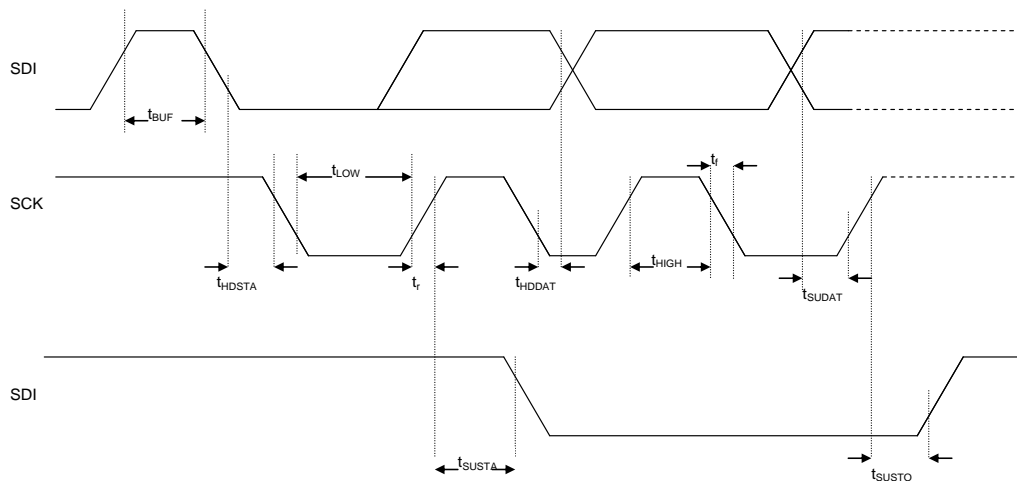 SDI
tBUF
tLOW
tf
SCK
tHDSTA
tr
tHDDAT
tHIGH
tSUDAT
SDI
tSUSTA
tSUSTO